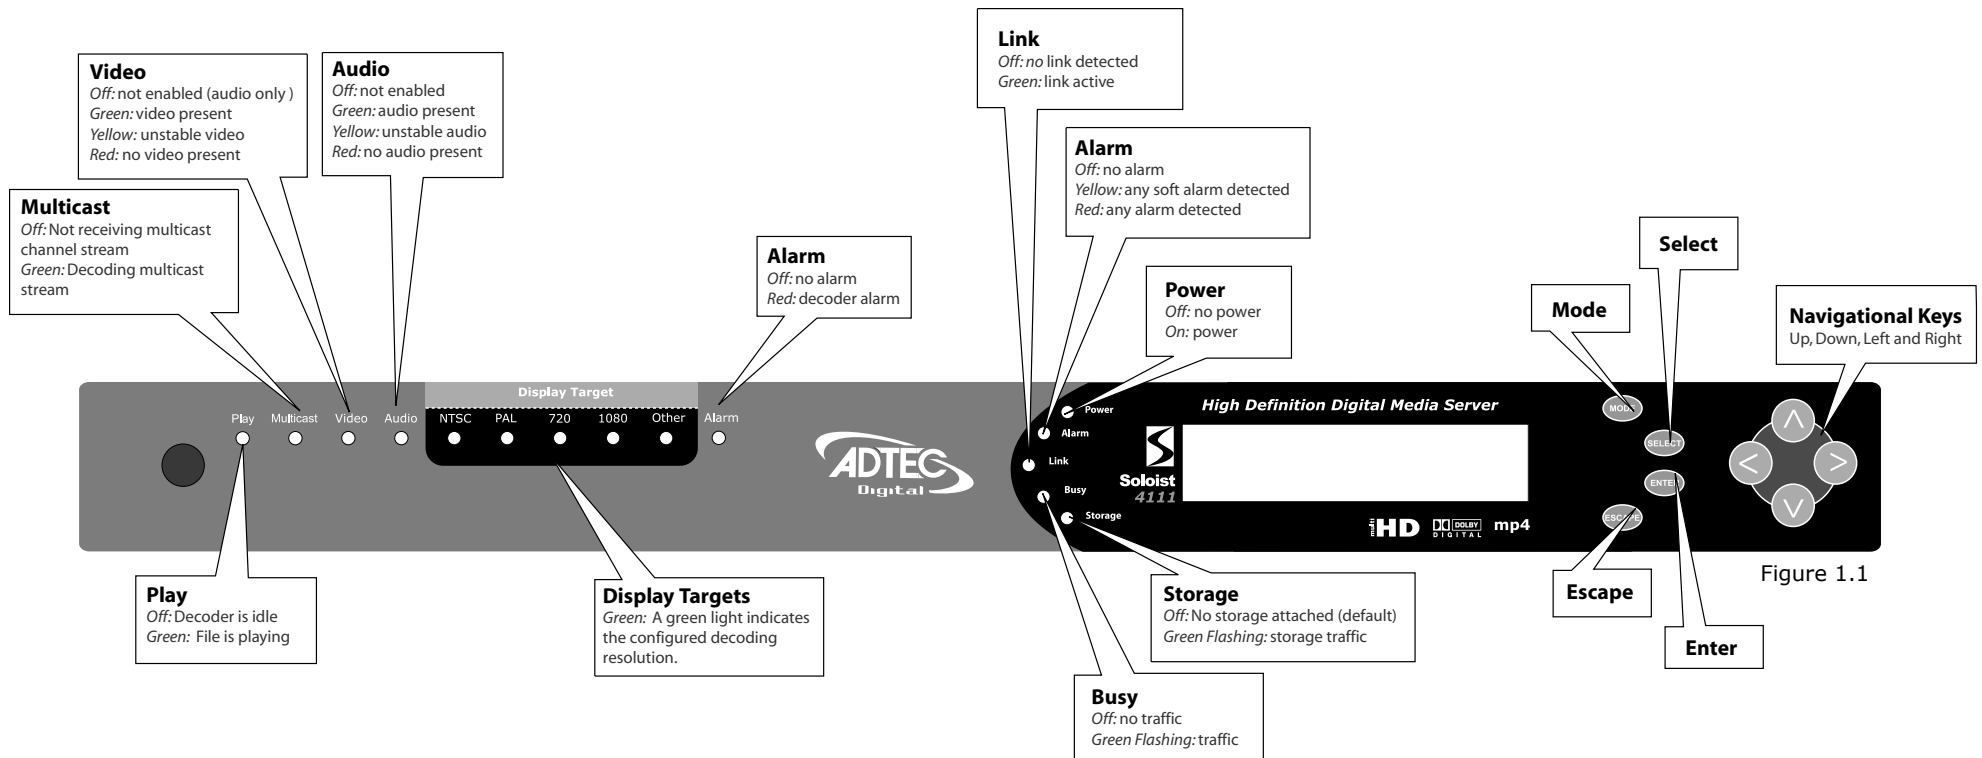 Link
Off: no link detected
Green: link active
Video
Off: not enabled (audio only )
Green: video present
Yellow: unstable video
Red: no video present
Audio
Off: not enabled
Green: audio present
Yellow: unstable audio
Red: no audio present
Alarm
Off: no alarm
Yellow: any soft alarm detected
Red: any alarm detected
Multicast
Off: Not receiving multicast
channel stream
Green: Decoding multicast
stream
Alarm
Off: no alarm
Red: decoder alarm
Power
Off: no power
On: power
Select
Mode
Navigational Keys
Up, Down, Left and Right
Display Target
Play
Multicast
Video
Audio
NTSC
PAL
720
1080
Other
Alarm
ADTEC
Digital
Power
Alarm
Link
Busy
Storage
High Definition Digital Media Server
Soloist
4111
multi
HD
DOLBY
DIGITAL
mp4
MODE
SELECT
ENTER
ESCAPE
Figure 1.1
Play
Off: Decoder is idle
Green: File is playing
Display Targets
Green: A green light indicates
the configured decoding
resolution.
Storage
Off: No storage attached (default)
Green Flashing: storage traffic
Escape
Enter
Busy
Off: no traffic
Green Flashing: traffic